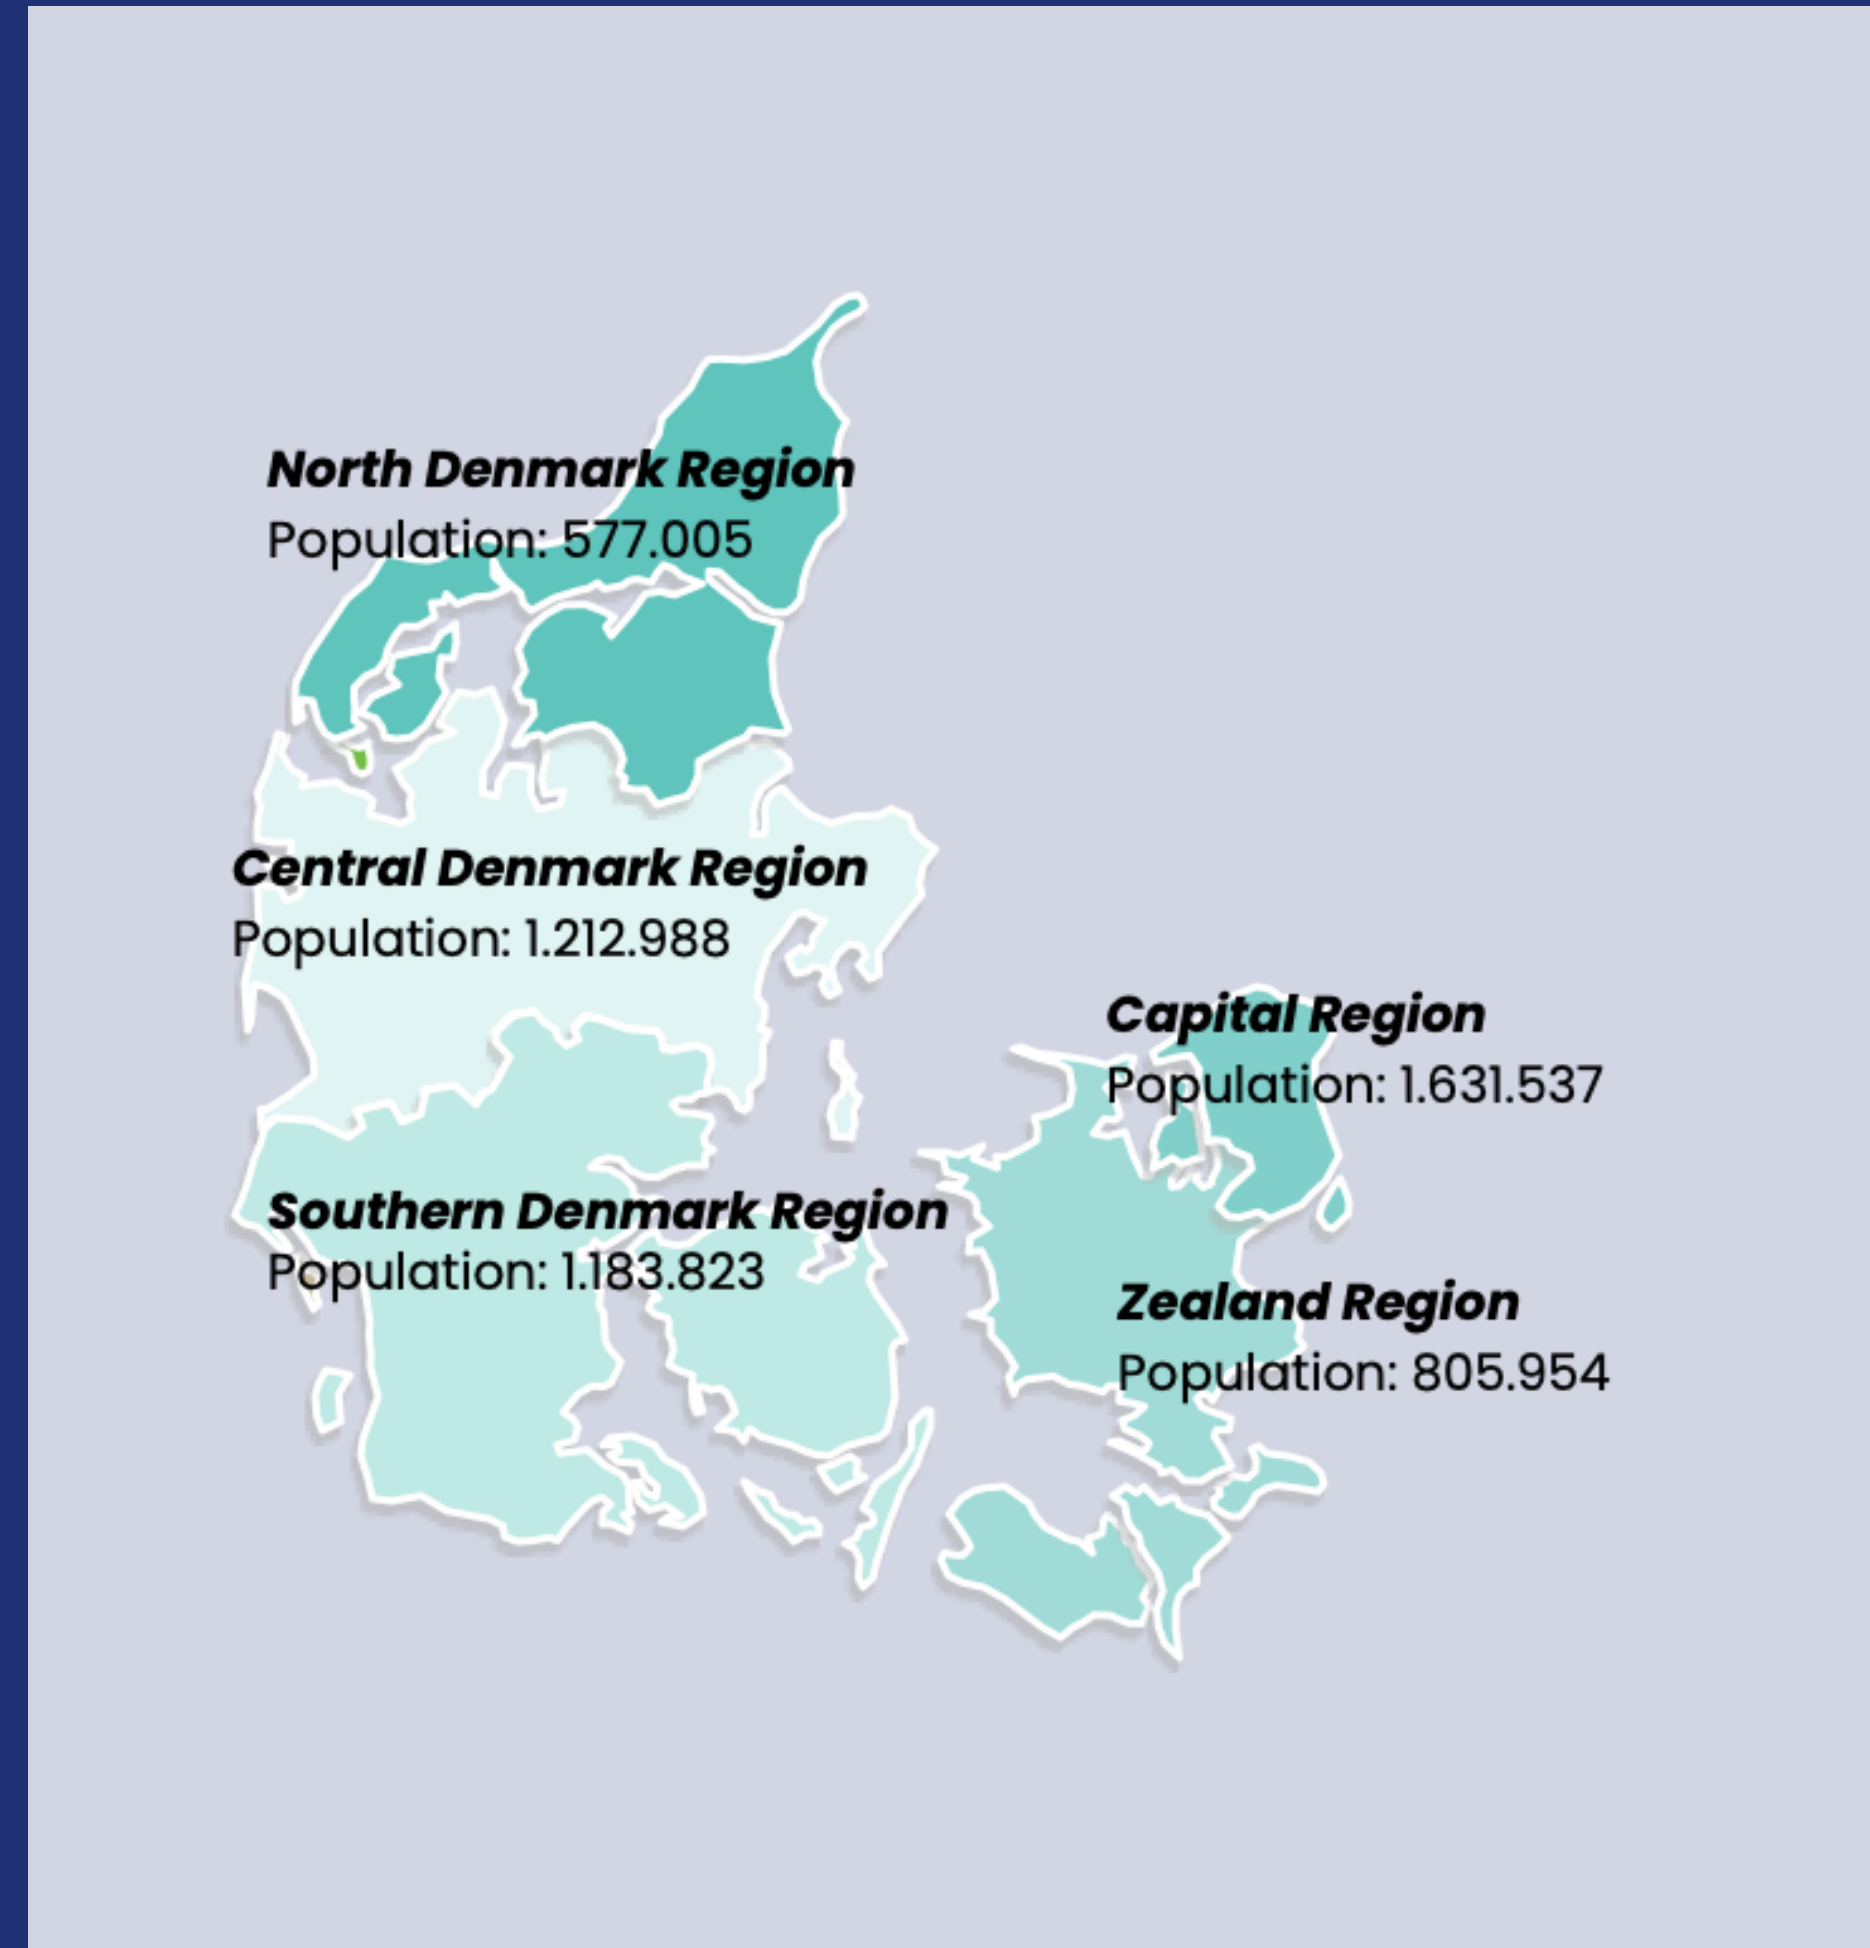 North Denmark Region
Population: 577.005
Central Denmark Region
Population: 1.212.988
Capital Region
Population: 1.631.537
Southern Denmark Region
Population: 1.183.823
Zealand Region
Population: 805.954